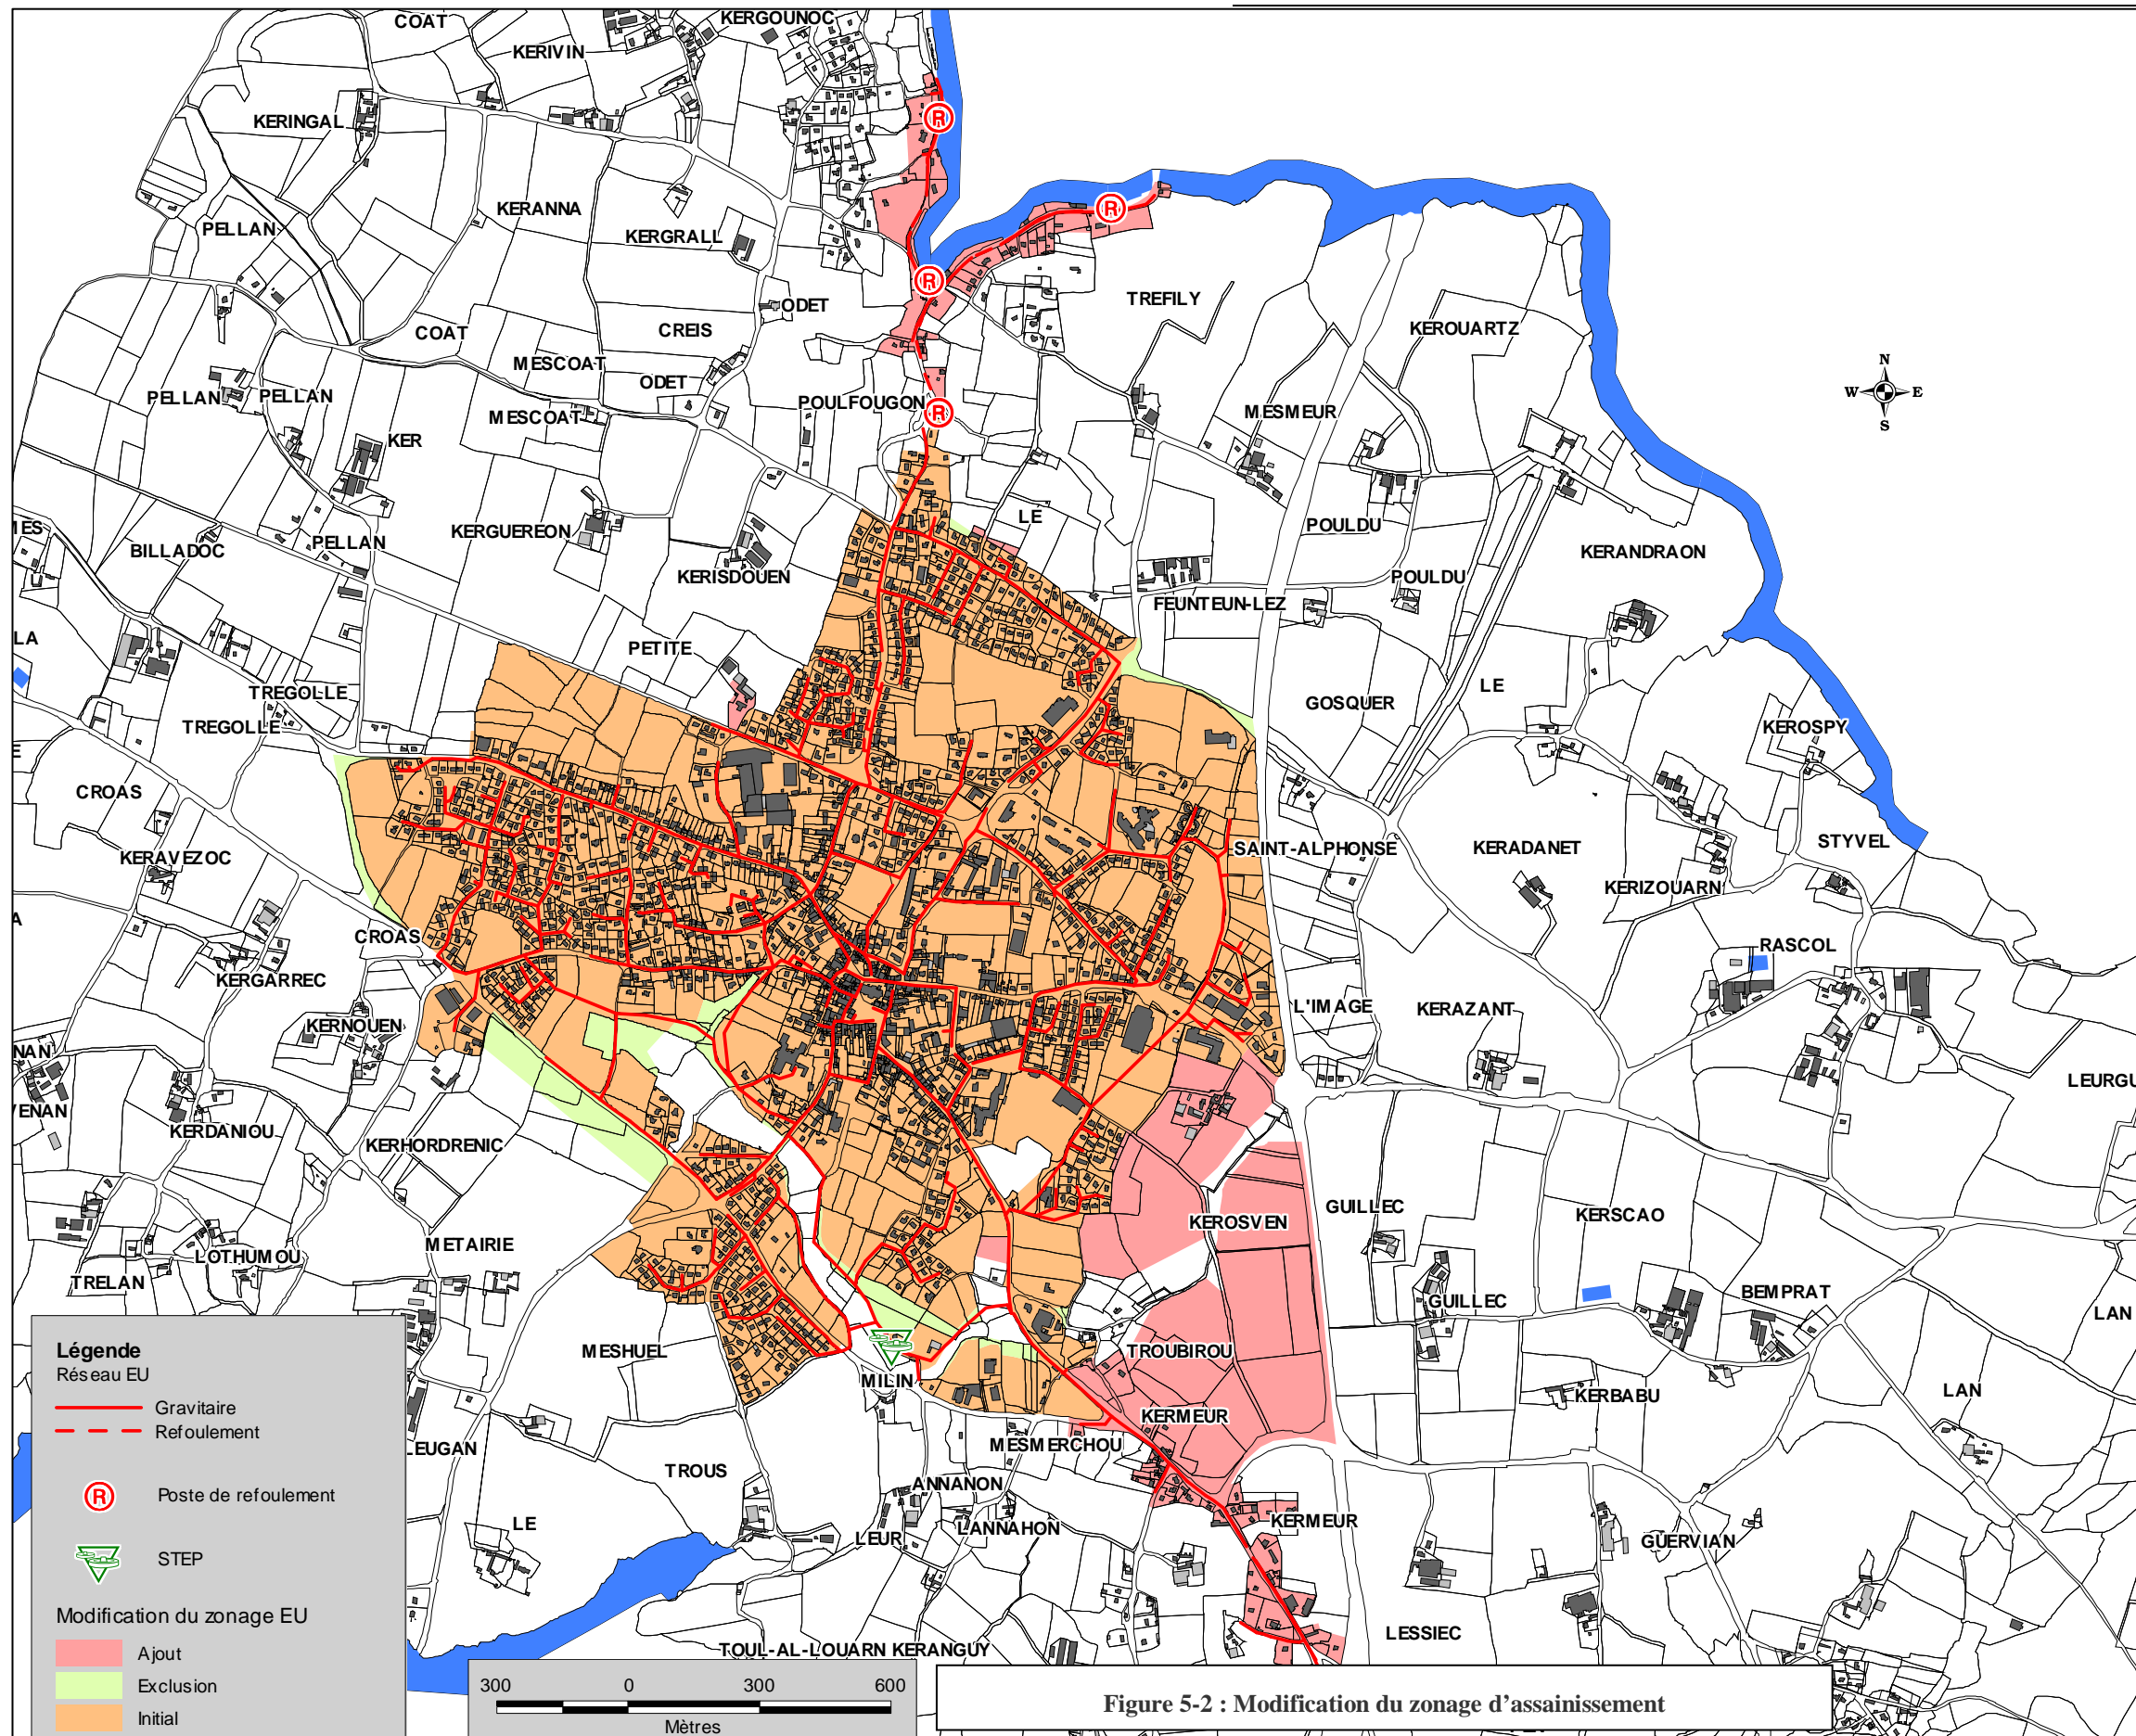 COAT
KERGOUNOC
KERIVIN
KERINGAL
KERANNA
PELLAN
KERGRALL
ODET
TREFILY
COAT
CREIS
KEROUARTZ
MESCOAT
ODET
PELLAN
PELLAN
POULFOUGON
MESCOAT
MESMEUR
KER
N
W
E
S
LE
KERGUEREON
POULDU
BILLADOC
PELLAN
KERANDRAON
KERISDOUEN
POULDU
FEUNTEUN-LEZ
LA
PETITE
TREGOLLE
LE
GOSQUER
TREGOLLE
KEROSPY
CROAS
STYVEL
SAINT-ALPHONSE
KERADANET
KERAVEZOC
KERIZOUARN
CROAS
RASCOL
KERGARREC
L'IMAGE
KERAZANT
KERNOUEN
NAN
LEURGU
VENAN
KERDANIOU
KERHORDRENIC
GUILLEC
KERSCAO
KEROSVEN
METAIRIE
LOTHUMOU
TRELAN
BEMPRAT
GUILLEC
LAN
MESHUEL
TROUBIROU
MILIN
LAN
KERBABU
KERMEUR
MESMERCHOU
LEUGAN
TROUS
ANNANON
LE
LANNAHON
KERMEUR
LEUR
GUERVIAN
LESSIEC
TOUL-AL-LOUARN KERANGUY
Légende
Réseau EU
Gravitaire
Refoulement
R
Poste de refoulement
STEP
Modification du zonage EU
Ajout
Exclusion
Initial
300 0 300 600
Mètres
Figure 5-2 : Modification du zonage d'assainissement
R
R
R
R